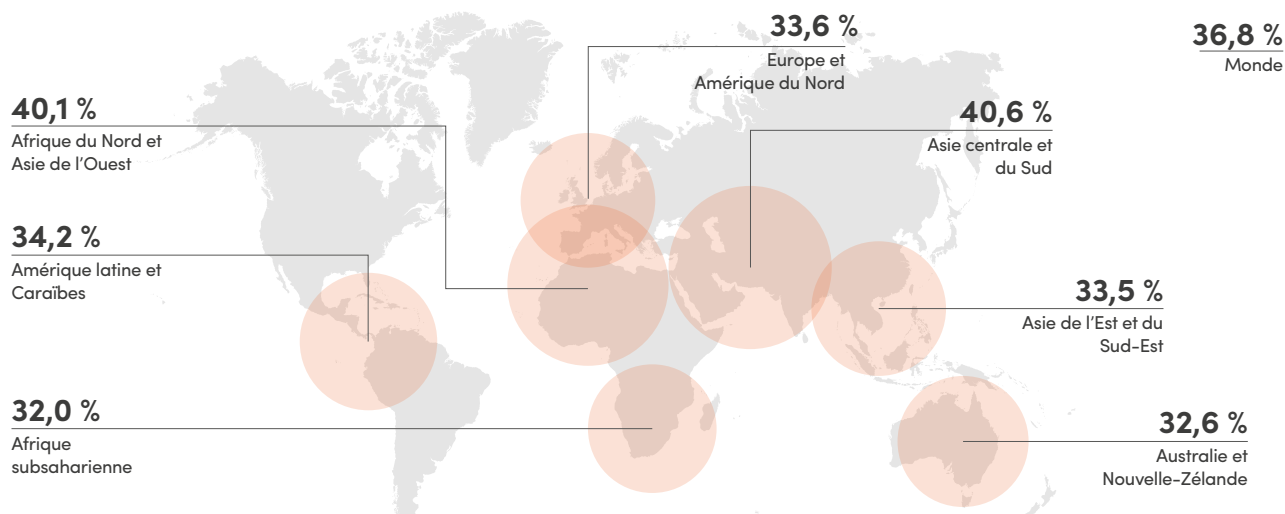 33,6 %
Europe et
Amérique du Nord
36,8 %
Monde
40,1 %
Afrique du Nord et
Asie de l'Ouest
40,6 %
Asie centrale et
du Sud
34,2 %
Amérique latine et
Caraïbes
33,5 %
Asie de l'Est et du
Sud-Est
32,0 %
Afrique
subsaharienne
32,6 %
Australie et
Nouvelle-Zélande